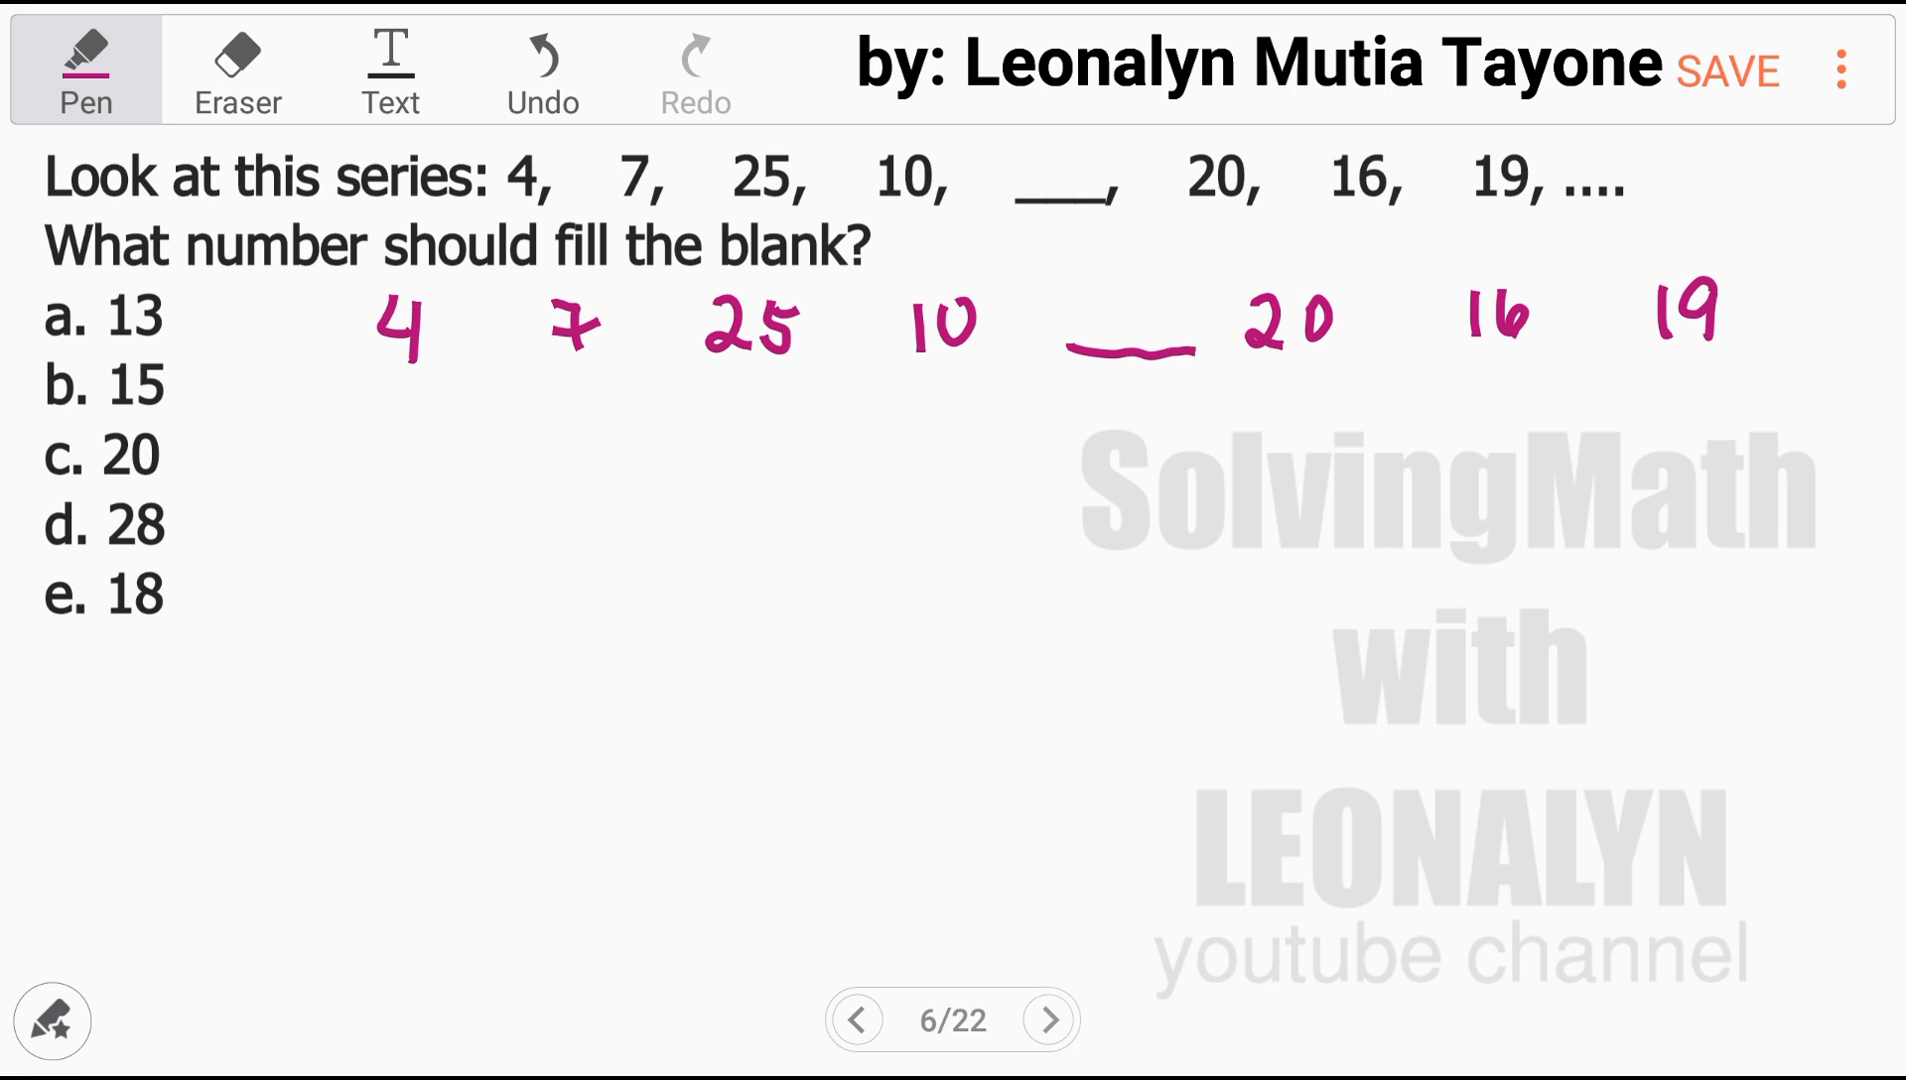 Pen Eraser Text Undo Redo by: Leonalyn Mutia Tayone SAVE
Look at this series: 4, 7, 25, 10, ___, 20, 16, 19, ....
What number should fill the blank?
a. 13
4 7 25 10 ___ 20 16 19
b. 15
c. 20
d. 28
e. 18
SolvingMath
with
LEONALYN
youtube channel
6/22